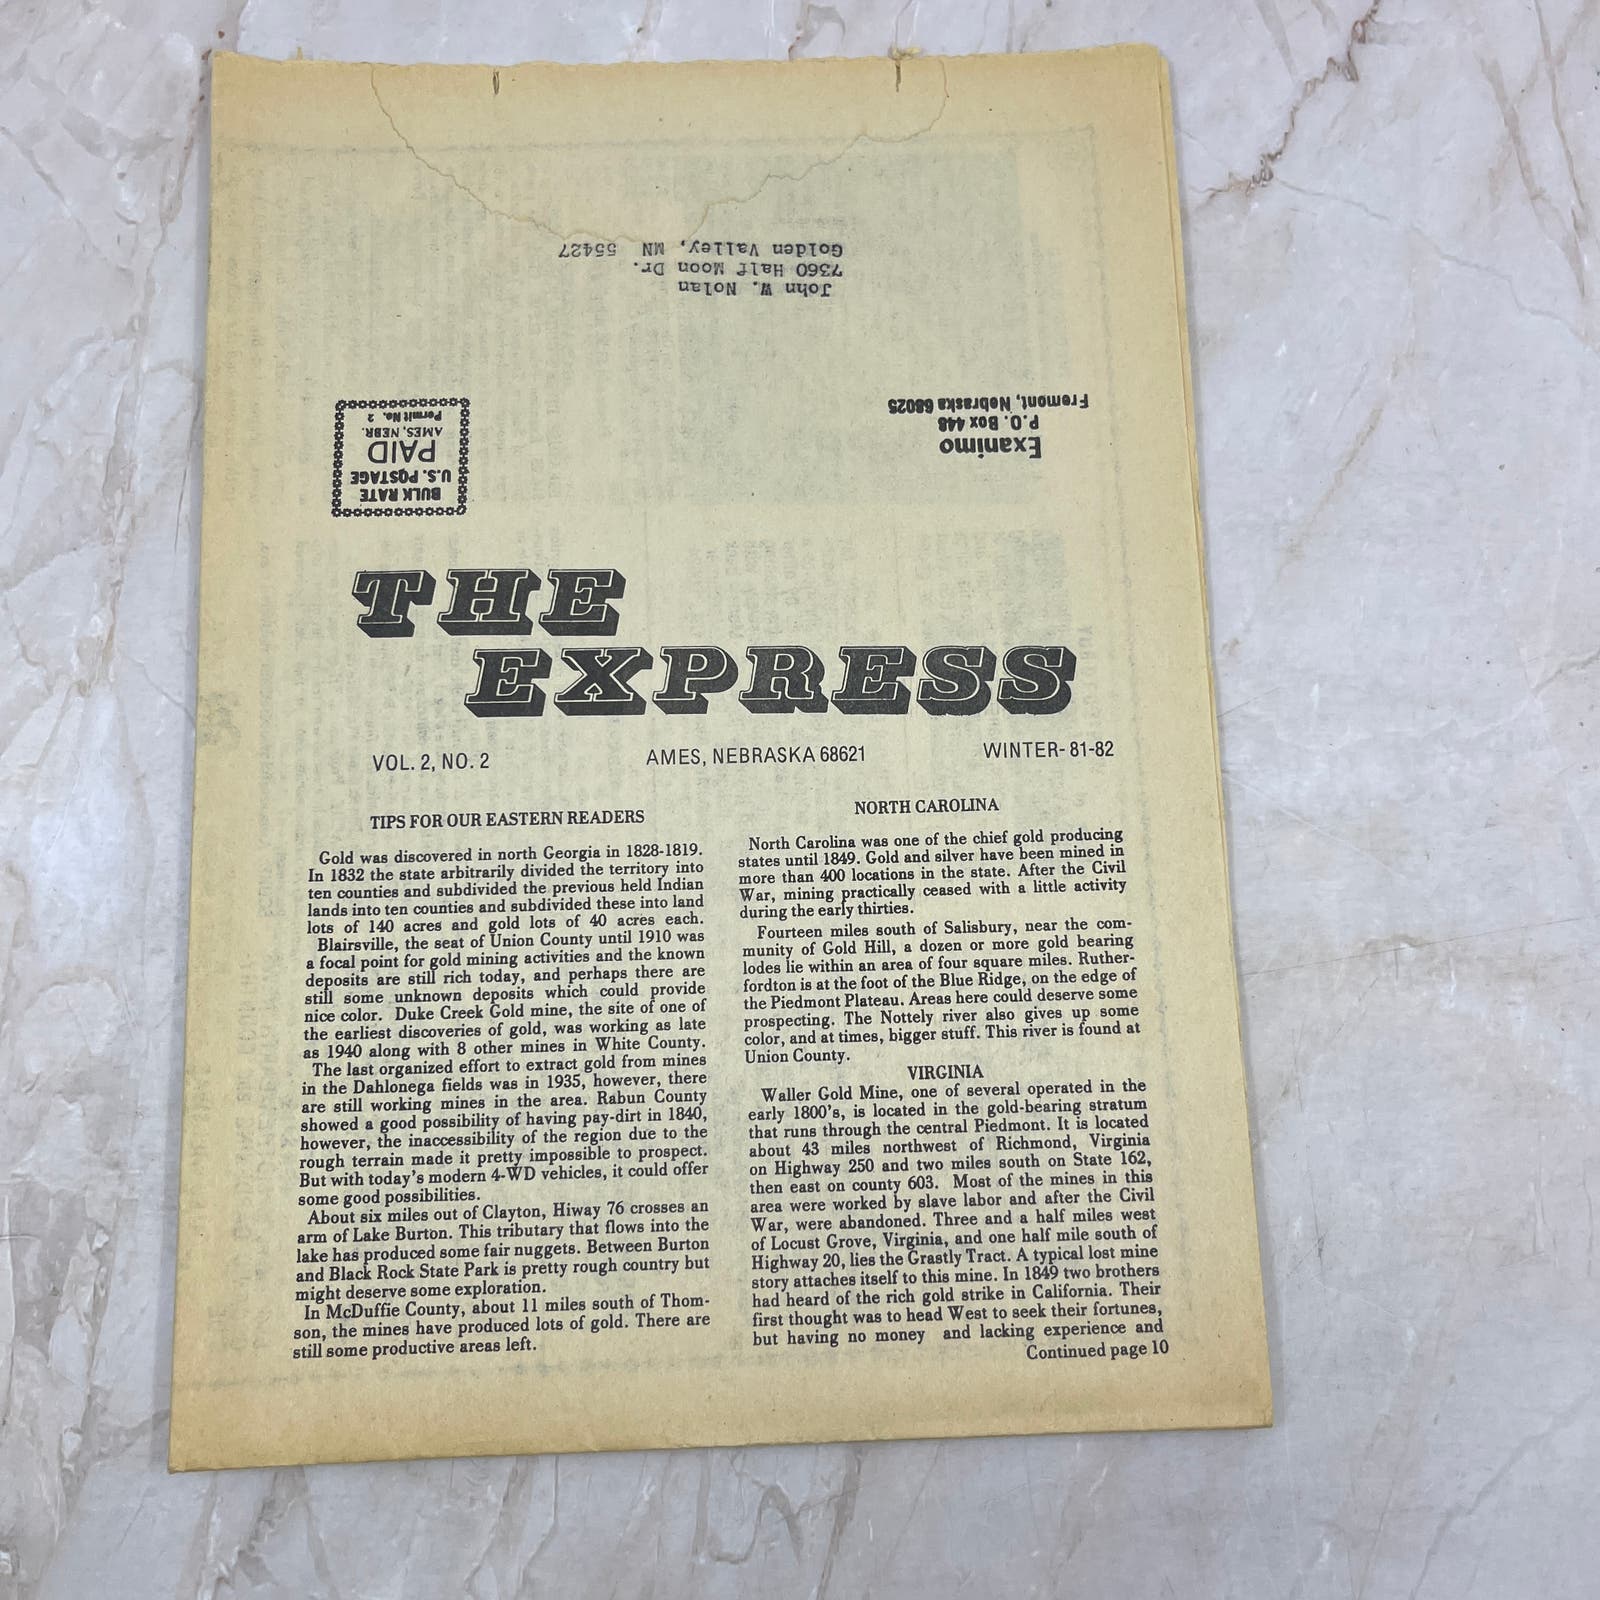 John W. Nolan
7360 Half Moon Dr.
Golden Valley, MN 55427
Exanimo
P.O. Box 448
Fremont, Nebraska 68025
BULK RATE
U.S. POSTAGE
PAID
AMES, NEBR.
Permit No. 2
THE
EXPRESS
VOL. 2, NO. 2 AMES, NEBRASKA 68621 WINTER- 81-82
TIPS FOR OUR EASTERN READERS
Gold was discovered in north Georgia in 1828-1819.
In 1832 the state arbitrarily divided the territory into
ten counties and subdivided the previous held Indian
lands into ten counties and subdivided these into land
lots of 140 acres and gold lots of 40 acres each.
Blairsville, the seat of Union County until 1910 was
a focal point for gold mining activities and the known
deposits are still rich today, and perhaps there are
still some unknown deposits which could provide
nice color. Duke Creek Gold mine, the site of one of
the earliest discoveries of gold, was working as late
as 1940 along with 8 other mines in White County.
The last organized effort to extract gold from mines
in the Dahlonega fields was in 1935, however, there
are still working mines in the area. Rabun County
showed a good possibility of having pay-dirt in 1840,
however, the inaccessibility of the region due to the
rough terrain made it pretty impossible to prospect.
But with today's modern 4-WD vehicles, it could offer
some good possibilities.
About six miles out of Clayton, Hiway 76 crosses an
arm of Lake Burton. This tributary that flows into the
lake has produced some fair nuggets. Between Burton
and Black Rock State Park is pretty rough country but
might deserve some exploration.
In McDuffie County, about 11 miles south of Thom-
son, the mines have produced lots of gold. There are
still some productive areas left.
NORTH CAROLINA
North Carolina was one of the chief gold producing
states until 1849. Gold and silver have been mined in
more than 400 locations in the state. After the Civil
War, mining practically ceased with a little activity
during the early thirties.
Fourteen miles south of Salisbury, near the com-
munity of Gold Hill, a dozen or more gold bearing
lodes lie within an area of four square miles. Ruther-
fordton is at the foot of the Blue Ridge, on the edge of
the Piedmont Plateau. Areas here could deserve some
prospecting. The Nottely river also gives up some
color, and at times, bigger stuff. This river is found at
Union County.
VIRGINIA
Waller Gold Mine, one of several operated in the
early 1800's, is located in the gold-bearing stratum
that runs through the central Piedmont. It is located
about 43 miles northwest of Richmond, Virginia
on Highway 250 and two miles south on State 162,
then east on county 603. Most of the mines in this
area were worked by slave labor and after the Civil
War, were abandoned. Three and a half miles west
of Locust Grove, Virginia, and one half mile south of
Highway 20, lies the Grastly Tract. A typical lost mine
story attaches itself to this mine. In 1849 two brothers
had heard of the rich gold strike in California. Their
first thought was to head West to seek their fortunes,
but having no money and lacking experience and
Continued page 10